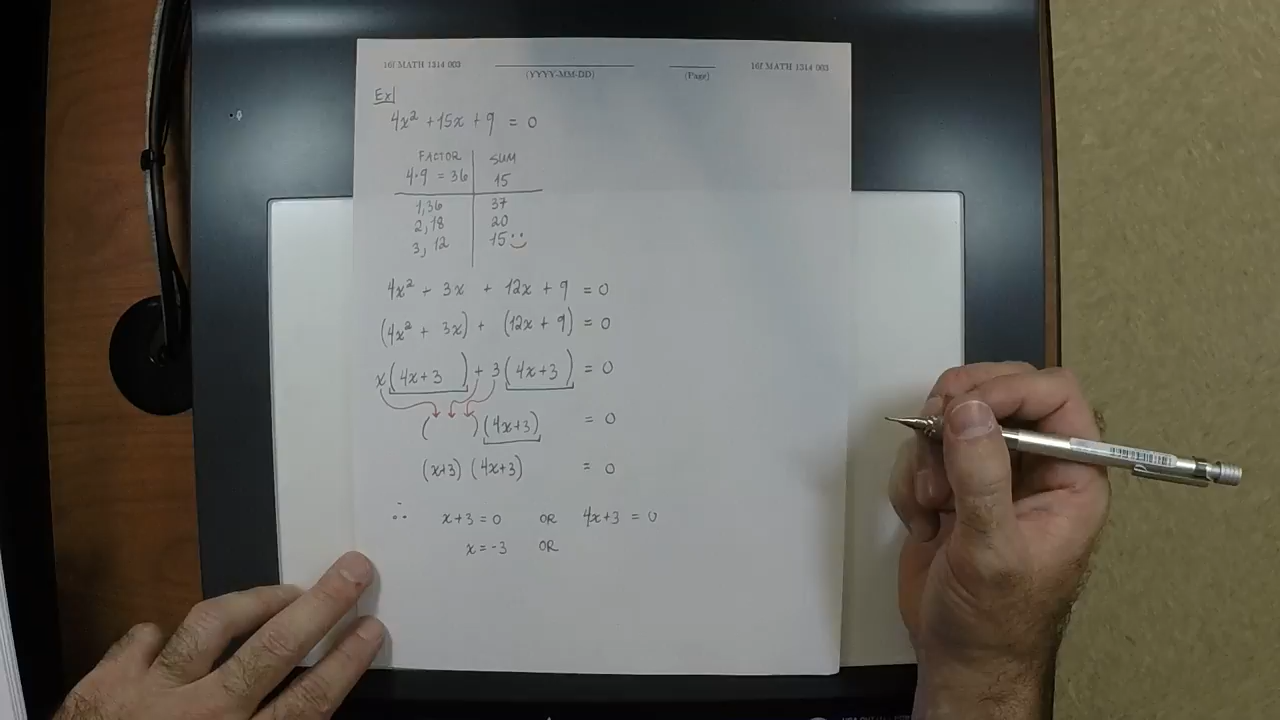 16f MATH 1314 003 (YYYY-MM-DD) (Page) 16f MATH 1314 003
Ex
4x² + 15x + 9 = 0
FACTOR SUM
4·9 = 36 15
1, 36 37
2, 18 20
3, 12 15
4x² + 3x + 12x + 9 = 0
(4x² + 3x) + (12x + 9) = 0
x(4x+3) + 3(4x+3) = 0
( )(4x+3) = 0
(x+3)(4x+3) = 0
∴ x+3 = 0 OR 4x+3 = 0
x = -3 OR